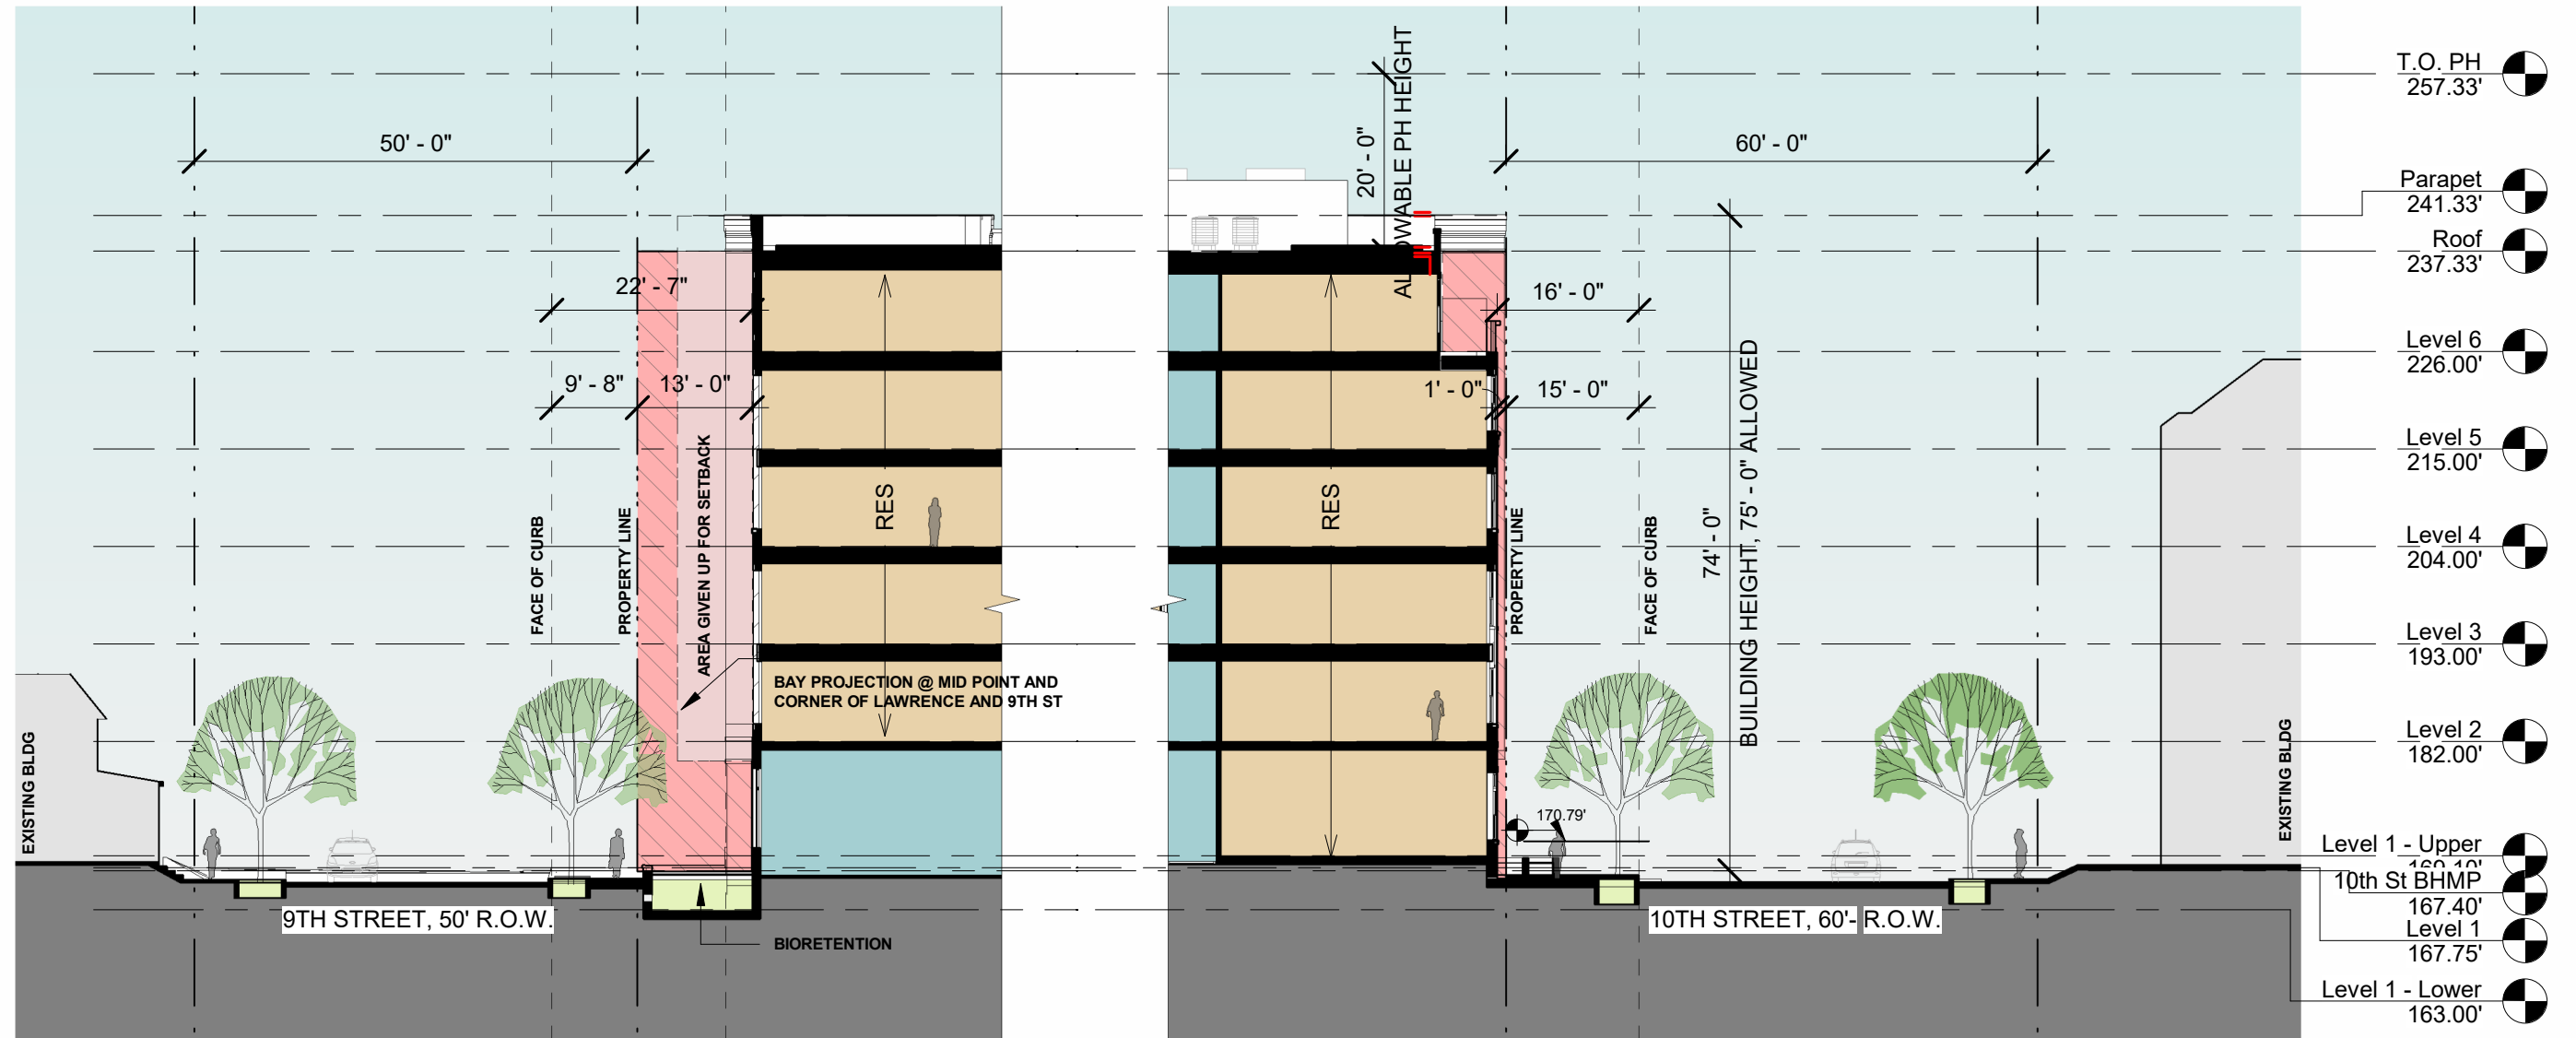 T.O. PH
257.33'
50' - 0"
20' - 0"
ALLOWABLE PH HEIGHT
60' - 0"
Parapet
241.33'
Roof
237.33'
22' - 7"
16' - 0"
Level 6
226.00'
9' - 8"
13' - 0"
1' - 0"
15' - 0"
Level 5
215.00'
FACE OF CURB
PROPERTY LINE
AREA GIVEN UP FOR SETBACK
RES
RES
PROPERTY LINE
FACE OF CURB
74' - 0"
BUILDING HEIGHT, 75' - 0" ALLOWED
Level 4
204.00'
Level 3
193.00'
BAY PROJECTION @ MID POINT AND
CORNER OF LAWRENCE AND 9TH ST
Level 2
182.00'
EXISTING BLDG
EXISTING BLDG
170.79'
Level 1 - Upper
169.10'
10th St BHMP
167.40'
9TH STREET, 50' R.O.W.
10TH STREET, 60'- R.O.W.
Level 1
167.75'
BIORETENTION
Level 1 - Lower
163.00'